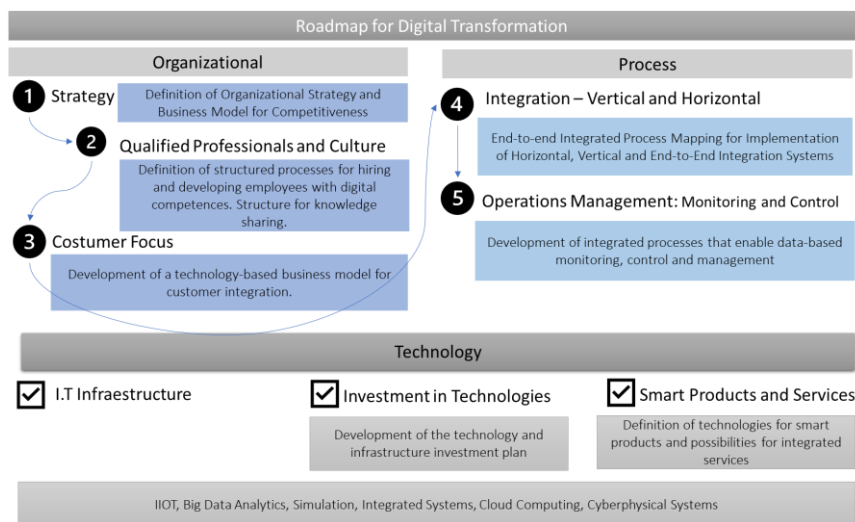 Roadmap for Digital Transformation
Organizational
1 Strategy
Definition of Organizational Strategy and
Business Model for Competitiveness
2 Qualified Professionals and Culture
Definition of structured processes for hiring
and developing employees with digital
competences. Structure for knowledge
sharing.
3 Costumer Focus
Development of a technology-based business model for
customer integration.
Process
4 Integration – Vertical and Horizontal
End-to-end Integrated Process Mapping for Implementation
of Horizontal, Vertical and End-to-End Integration Systems
5 Operations Management: Monitoring and Control
Development of integrated processes that enable data-based
monitoring, control and management
Technology
I.T Infraestructure
Investment in Technologies
Development of the technology and
infrastructure investment plan
Smart Products and Services
Definition of technologies for smart
products and possibilities for integrated
services
IIOT, Big Data Analytics, Simulation, Integrated Systems, Cloud Computing, Cyberphysical Systems